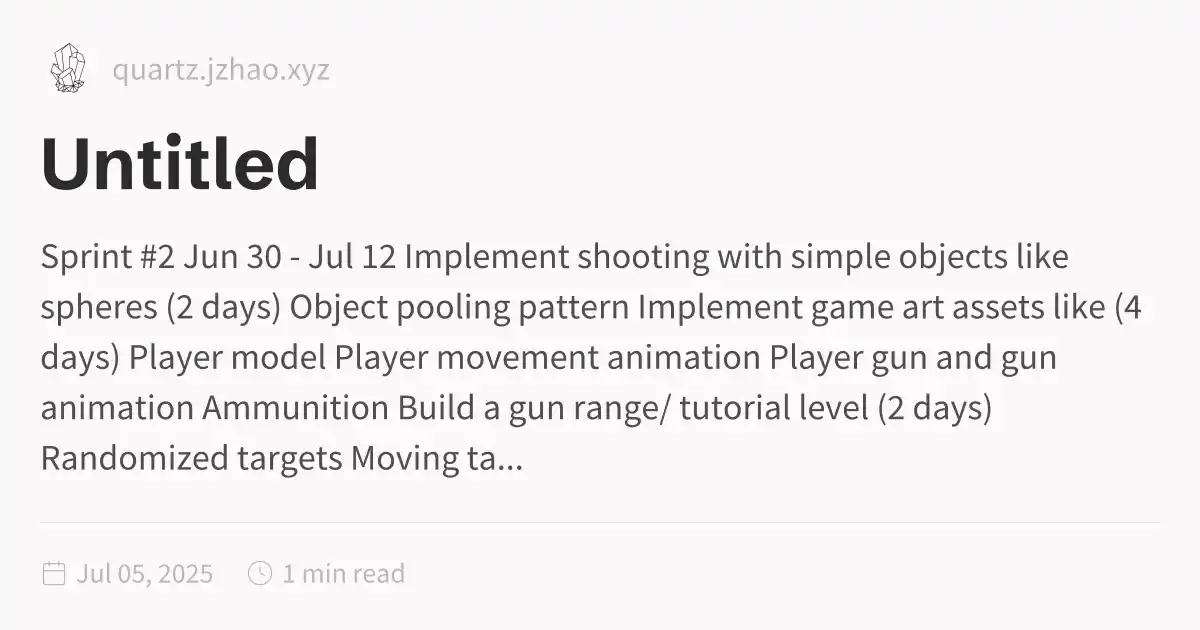 quartz.jzhao.xyz
Untitled
Sprint #2 Jun 30 - Jul 12 Implement shooting with simple objects like
spheres (2 days) Object pooling pattern Implement game art assets like (4
days) Player model Player movement animation Player gun and gun
animation Ammunition Build a gun range/ tutorial level (2 days)
Randomized targets Moving ta...
Jul 05, 2025 1 min read